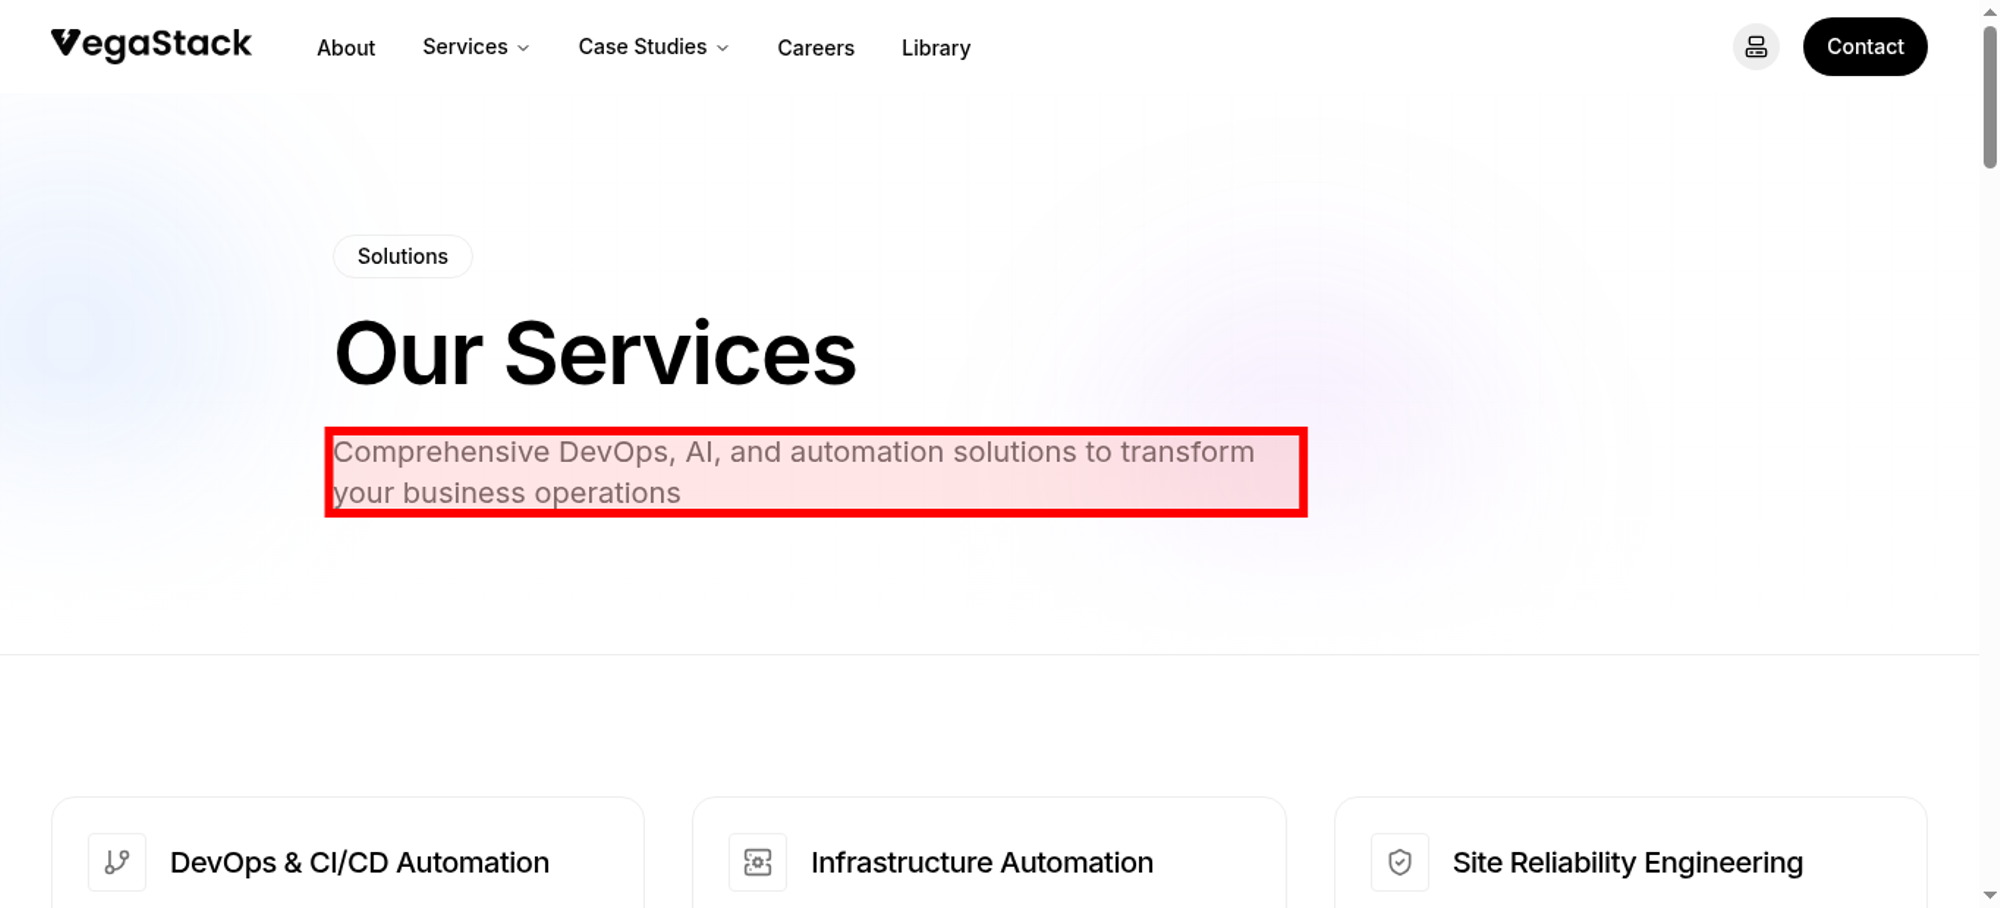 VegaStack
About
Services
Case Studies
Careers
Library
Contact
Solutions
Our Services
Comprehensive DevOps, AI, and automation solutions to transform
your business operations
DevOps & CI/CD Automation
Infrastructure Automation
Site Reliability Engineering